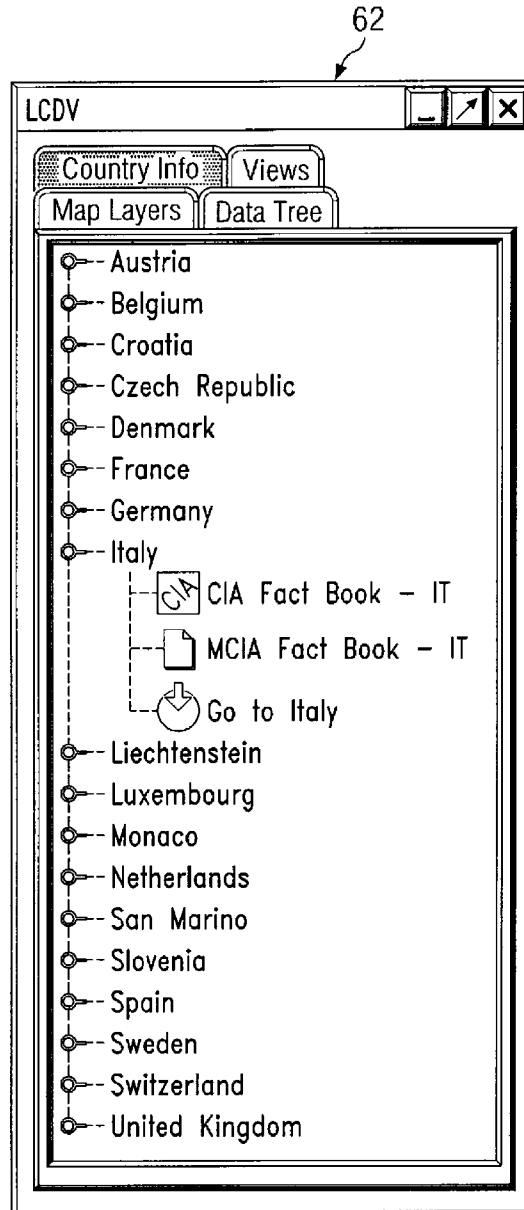 62
LCDV
Country Info Views
Map Layers Data Tree
Austria
Belgium
Croatia
Czech Republic
Denmark
France
Germany
Italy
CIA CIA Fact Book - IT
MCIA Fact Book - IT
Go to Italy
Liechtenstein
Luxembourg
Monaco
Netherlands
San Marino
Slovenia
Spain
Sweden
Switzerland
United Kingdom